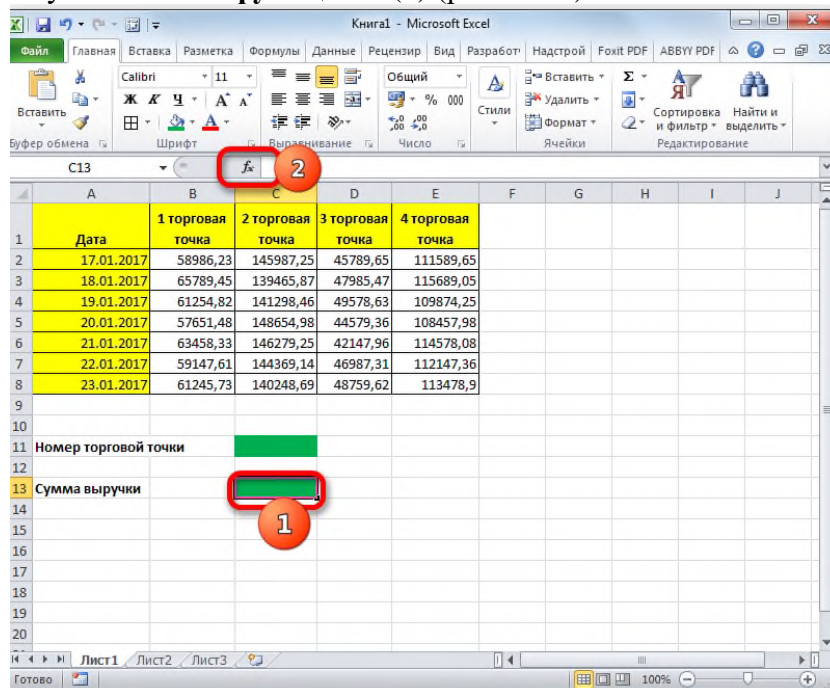 Книга1 - Microsoft Excel
Файл Главная Вставка Разметка Формулы Данные Рецензир Вид Разработ Надстрой Foxit PDF ABBYY PDF
Calibri 11 Общий Вставить Σ
Ж К Ч A A % 000 Удалить
Вставить Стили Формат Сортировка и фильтр Найти и выделить
Буфер обмена Шрифт Выравнивание Число Ячейки Редактирование
C13 fx 2
A B C D E F G H I J
1 Дата 1 торговая точка 2 торговая точка 3 торговая точка 4 торговая точка
2 17.01.2017 58986,23 145987,25 45789,65 111589,65
3 18.01.2017 65789,45 139465,87 47985,47 115689,05
4 19.01.2017 61254,82 141298,46 49578,63 109874,25
5 20.01.2017 57651,48 148654,98 44579,36 108457,98
6 21.01.2017 63458,33 146279,25 42147,96 114578,08
7 22.01.2017 59147,61 144369,14 46987,31 112147,36
8 23.01.2017 61245,73 140248,69 48759,62 113478,9
9
10
11 Номер торговой точки
12
13 Сумма выручки
14
15 1
16
17
18
19
20
Лист1 Лист2 Лист3
Готово 100%